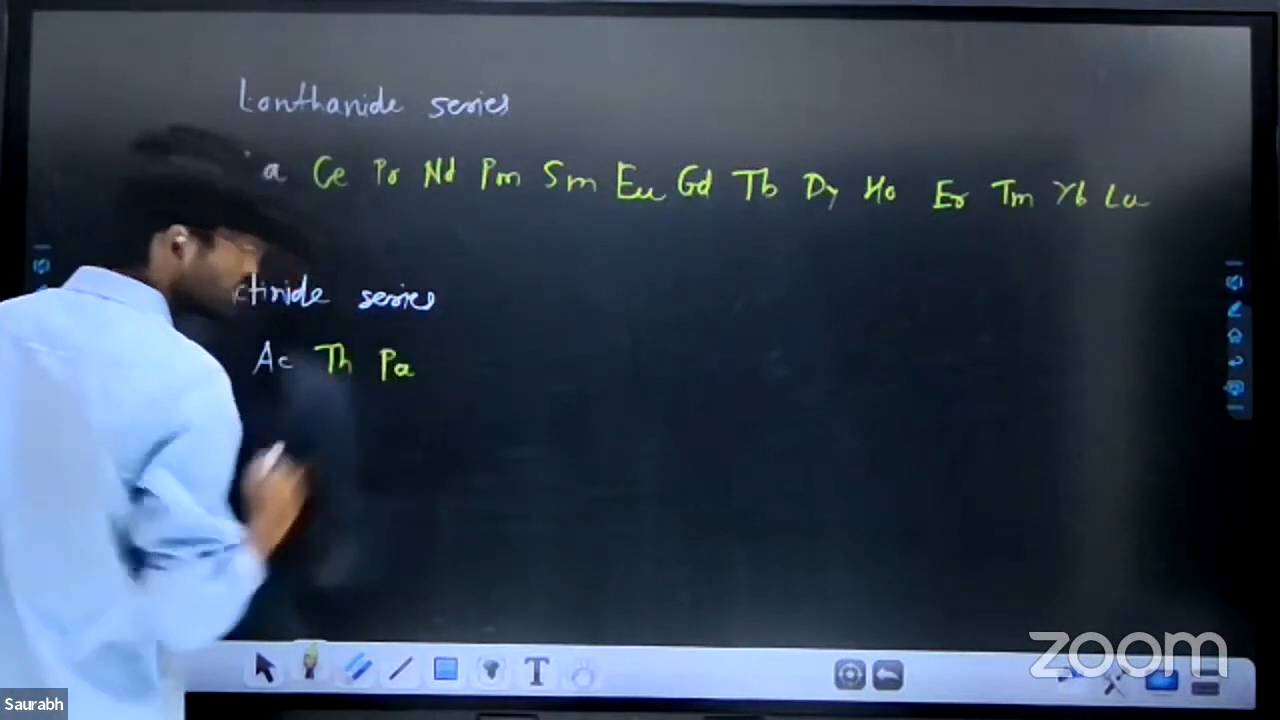 Lanthanide series
a Ce Pr Nd Pm Sm Eu Gd Tb Dy Ho Er Tm Yb Lu
ctinide series
Ac Th Pa
T
zoom
Saurabh